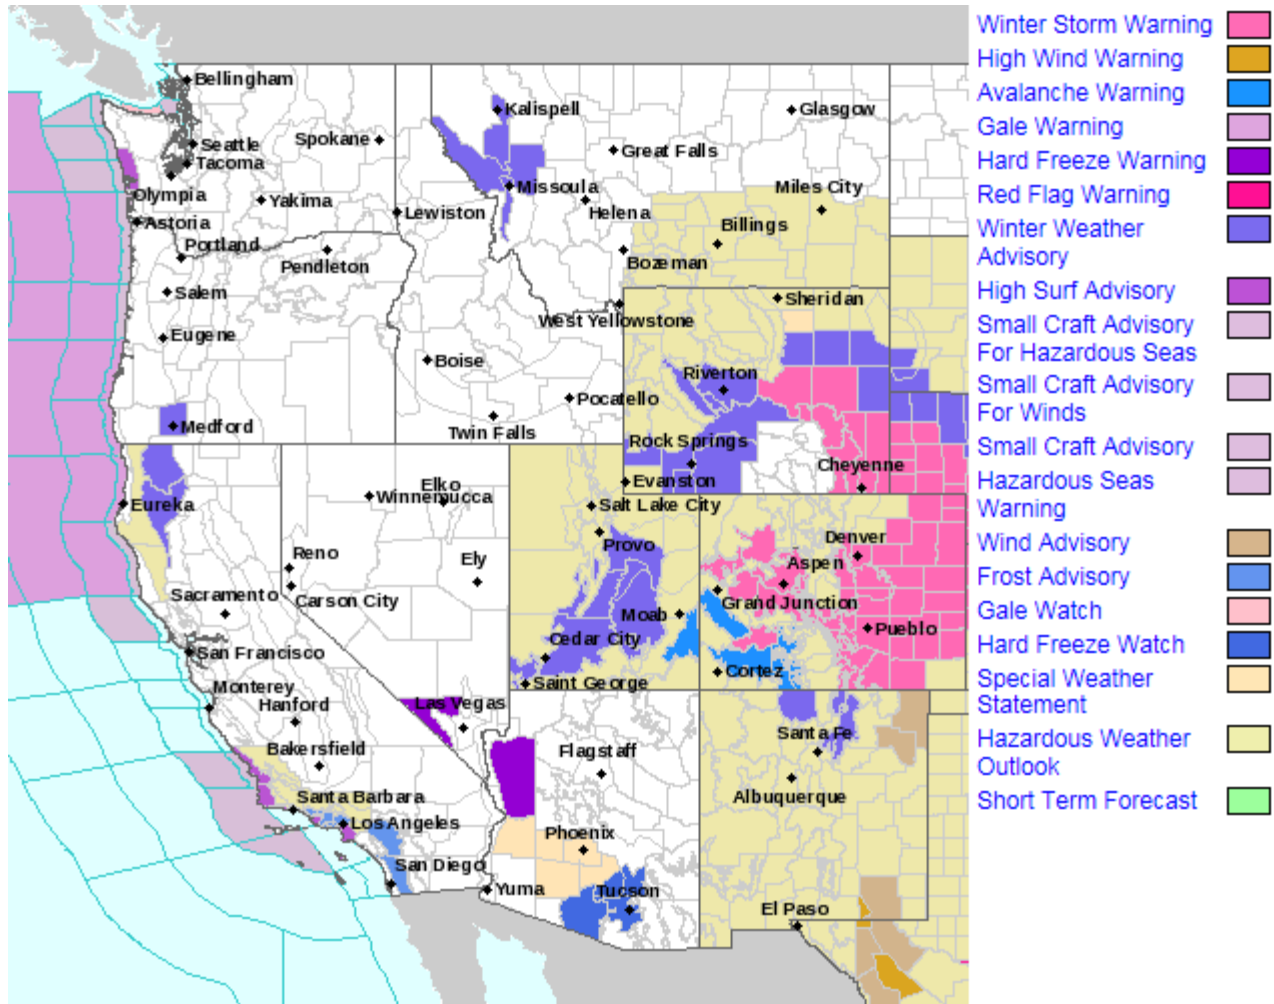 Bellingham
Seattle
Spokane
Tacoma
Olympia
Yakima
Astoria
Lewiston
Portland
Pendleton
Salem
Eugene
Medford
Kalispell
Glasgow
Great Falls
Missoula
Miles City
Helena
Billings
Bozeman
Sheridan
West Yellowstone
Boise
Riverton
Pocatello
Twin Falls
Rock Springs
Cheyenne
Evanston
Elko
Winnemucca
Eureka
Salt Lake City
Reno
Provo
Denver
Ely
Aspen
Sacramento
Carson City
Moab
Grand Junction
Cedar City
Pueblo
San Francisco
Cortez
Saint George
Monterey
Hanford
Las Vegas
Bakersfield
Flagstaff
Santa Fe
Santa Barbara
Albuquerque
Los Angeles
Phoenix
San Diego
Yuma
Tucson
El Paso
Winter Storm Warning
High Wind Warning
Avalanche Warning
Gale Warning
Hard Freeze Warning
Red Flag Warning
Winter Weather
Advisory
High Surf Advisory
Small Craft Advisory
For Hazardous Seas
Small Craft Advisory
For Winds
Small Craft Advisory
Hazardous Seas
Warning
Wind Advisory
Frost Advisory
Gale Watch
Hard Freeze Watch
Special Weather
Statement
Hazardous Weather
Outlook
Short Term Forecast